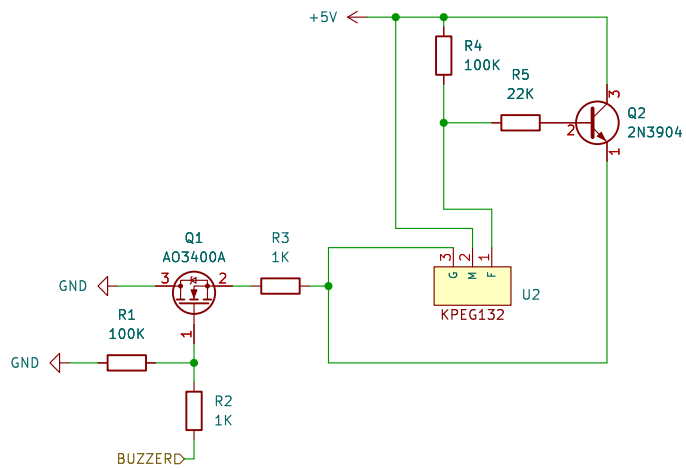 +5V
R4
100K
R5
22K
3
Q2
2N3904
2
1
Q1
AO3400A
R3
1K
3
2
1
G
M
F
GND
3
2
U2
KPEG132
R1
100K
1
GND
R2
1K
BUZZER